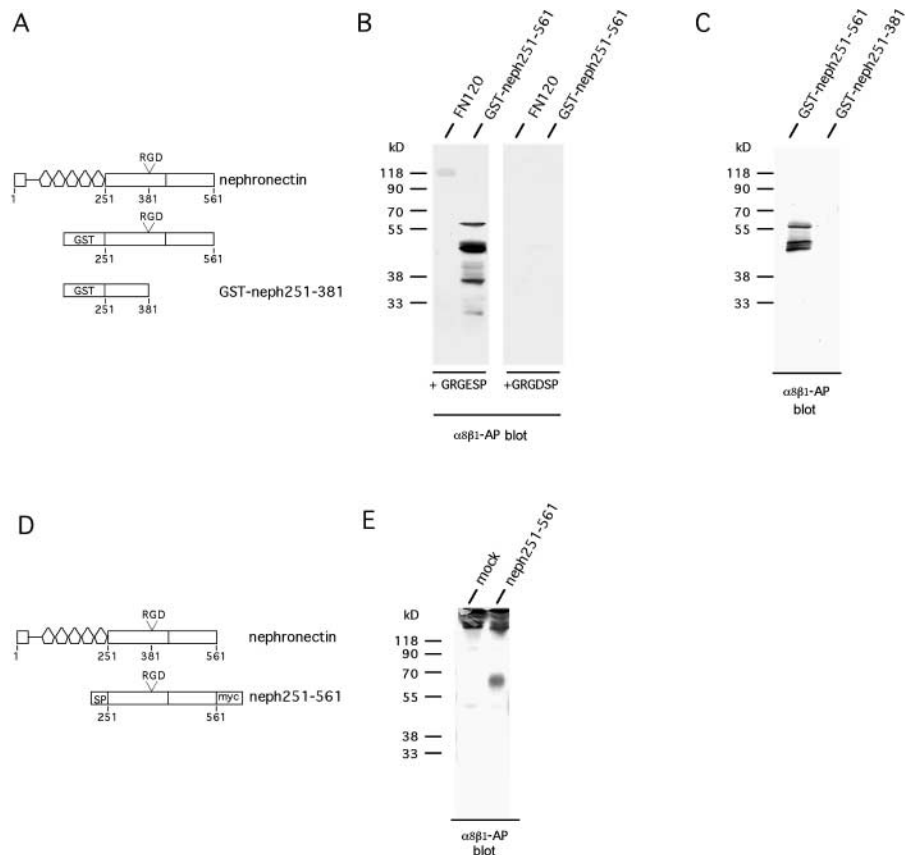 A
RGD
nephronectin
1
251
381
561
RGD
GST
251
561
GST-neph251-381
GST
251
381
B
FN120
GST-neph251-561
FN120
GST-neph251-561
kD
118
90
70
55
38
33
+ GRGESP
+GRGDSP
α8β1-AP blot
C
GST-neph251-561
GST-neph251-381
kD
118
90
70
55
38
33
α8β1-AP
blot
D
RGD
nephronectin
1
251
381
561
RGD
SP
myc
neph251-561
251
561
E
mock
neph251-561
kD
118
90
70
55
38
33
α8β1-AP
blot